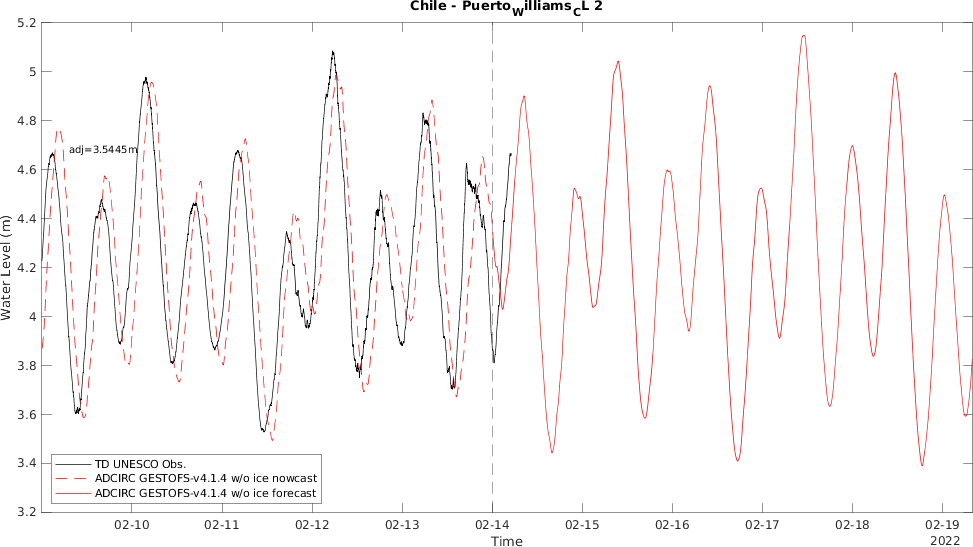 Chile - PuertoWilliamsCL 2
5.2
5
4.8
4.6
4.4
4.2
4
3.8
3.6
3.4
3.2
Water Level (m)
adj=3.5445m
TD UNESCO Obs.
ADCIRC GESTOFS-v4.1.4 w/o ice nowcast
ADCIRC GESTOFS-v4.1.4 w/o ice forecast
02-10 02-11 02-12 02-13 02-14 02-15 02-16 02-17 02-18 02-19
Time 2022